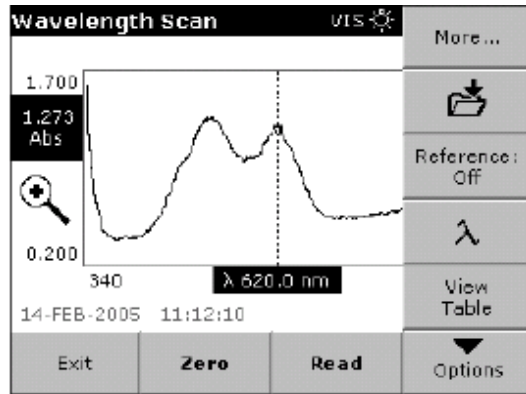 Wavelength Scan VIS
More...
1.700
1.273
Abs
Reference:
Off
0.200
λ
340 λ 620.0 nm
View
Table
14-FEB-2005 11:12:10
Exit Zero Read Options